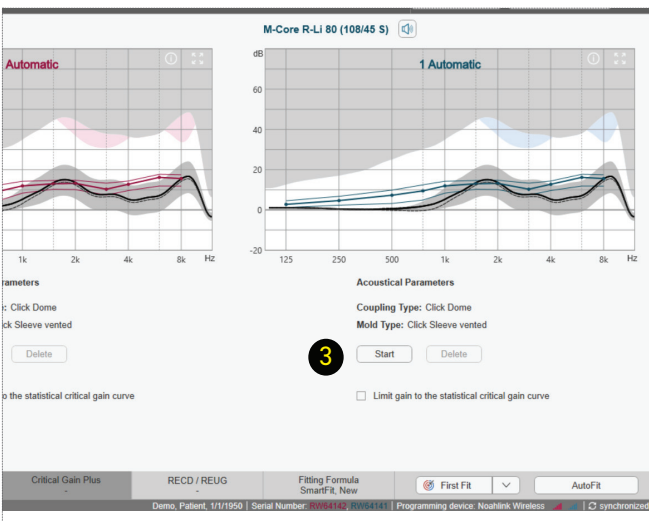 M-Core R-Li 80 (108/45 S)
Automatic
dB
1 Automatic
60
40
20
0
-20
1k 2k 4k 8k Hz
125 250 500 1k 2k 4k 8k Hz
rameters
Acoustical Parameters
e: Click Dome
Coupling Type: Click Dome
ck Sleeve vented
Mold Type: Click Sleeve vented
Delete
3
Start
Delete
o the statistical critical gain curve
Limit gain to the statistical critical gain curve
Critical Gain Plus
-
RECD / REUG
-
Fitting Formula
SmartFit, New
First Fit
AutoFit
Demo, Patient, 1/1/1950 | Serial Number: RW64142, RW64141 | Programming device: Noahlink Wireless | synchronized